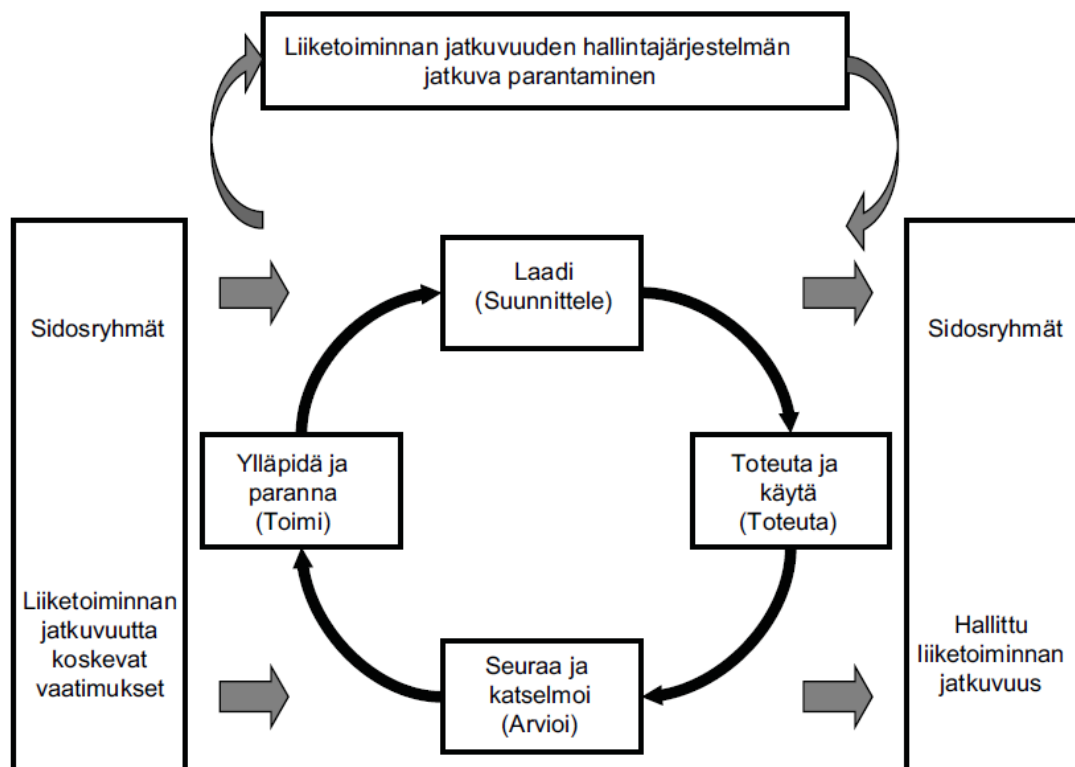 Liiketoiminnan jatkuvuuden hallintajärjestelmän
jatkuva parantaminen
Sidosryhmät
Liiketoiminnan
jatkuvuutta
koskevat
vaatimukset
Laadi
(Suunnittele)
Ylläpidä ja
paranna
(Toimi)
Toteuta ja
käytä
(Toteuta)
Seuraa ja
katselmoi
(Arvioi)
Sidosryhmät
Hallittu
liiketoiminnan
jatkuvuus